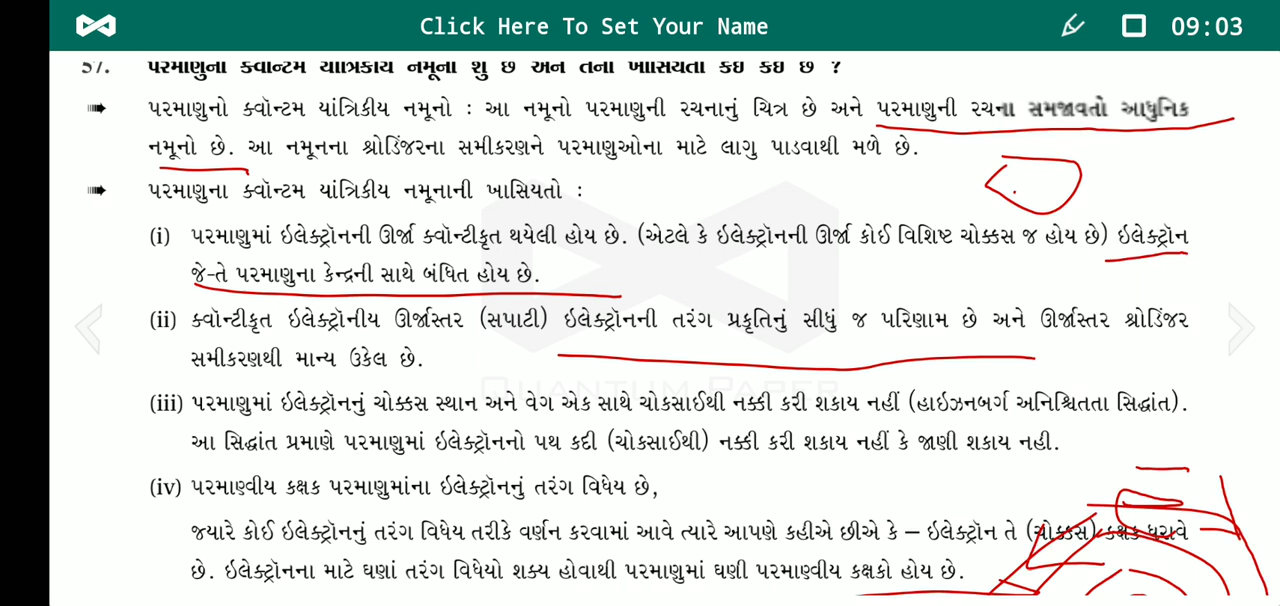 Click Here To Set Your Name
09:03
57. પરમાણુના ક્વૉન્ટમ યાંત્રિકીય નમૂના શું છે અને તેના ખાસિયતો કઇ કઇ છે ?
પરમાણુનો ક્વૉન્ટમ યાંત્રિકીય નમૂનો : આ નમૂનો પરમાણુની રચનાનું ચિત્ર છે અને પરમાણુની રચના સમજાવતો આધુનિક
નમૂનો છે. આ નમૂનના શ્રોડિંજરના સમીકરણને પરમાણુઓના માટે લાગુ પાડવાથી મળે છે.
પરમાણુના ક્વૉન્ટમ યાંત્રિકીય નમૂનાની ખાસિયતો :
(i) પરમાણુમાં ઇલેક્ટ્રૉનની ઊર્જા ક્વૉન્ટીકૃત થયેલી હોય છે. (એટલે કે ઇલેક્ટ્રૉનની ઊર્જા કોઈ વિશિષ્ટ ચોક્કસ જ હોય છે) ઇલેક્ટ્રૉન
જે-તે પરમાણુના કેન્દ્રની સાથે બંધિત હોય છે.
(ii) ક્વૉન્ટીકૃત ઇલેક્ટ્રૉનીય ઊર્જાસ્તર (સપાટી) ઇલેક્ટ્રૉનની તરંગ પ્રકૃતિનું સીધું જ પરિણામ છે અને ઊર્જાસ્તર શ્રોડિંજર
સમીકરણથી માન્ય ઉકેલ છે.
QUANTUM PAPER
(iii) પરમાણુમાં ઇલેક્ટ્રૉનનું ચોક્કસ સ્થાન અને વેગ એક સાથે ચોકસાઈથી નક્કી કરી શકાય નહીં (હાઇઝનબર્ગ અનિશ્ચિતતા સિદ્ધાંત).
આ સિદ્ધાંત પ્રમાણે પરમાણુમાં ઇલેક્ટ્રૉનનો પથ કદી (ચોકસાઈથી) નક્કી કરી શકાય નહીં કે જાણી શકાય નહી.
(iv) પરમાણ્વીય કક્ષક પરમાણુમાંના ઇલેક્ટ્રૉનનું તરંગ વિધેય છે,
જ્યારે કોઈ ઇલેક્ટ્રૉનનું તરંગ વિધેય તરીકે વર્ણન કરવામાં આવે ત્યારે આપણે કહીએ છીએ કે – ઇલેક્ટ્રૉન તે (ચોક્કસ) કક્ષક ધરાવે
છે. ઇલેક્ટ્રૉનના માટે ઘણાં તરંગ વિધેયો શક્ય હોવાથી પરમાણુમાં ઘણી પરમાણ્વીય કક્ષકો હોય છે.